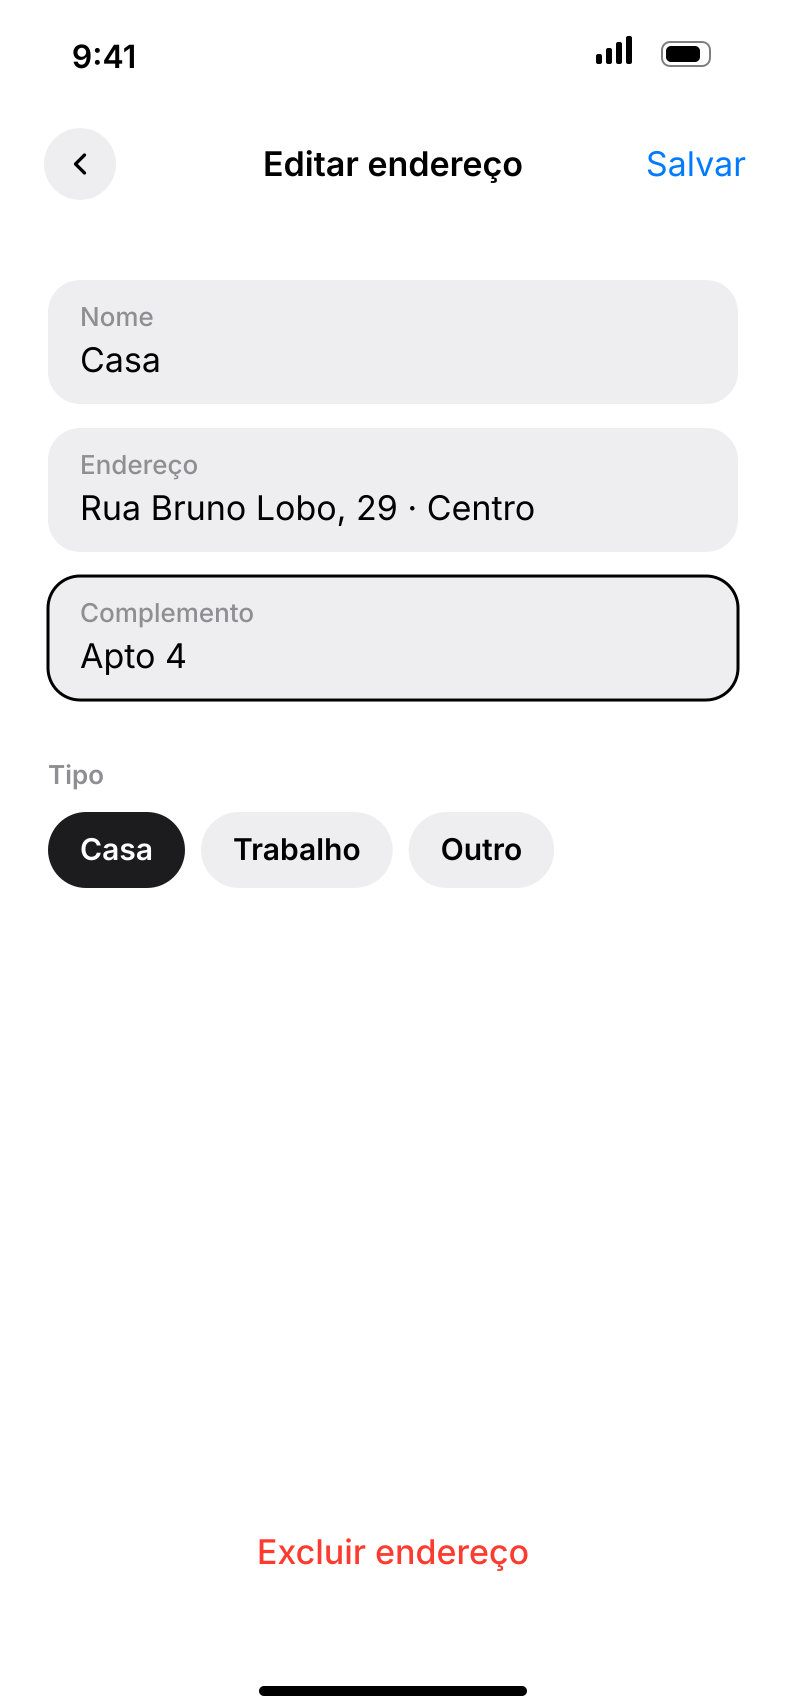 9:41
Editar endereço
Salvar
Nome
Casa
Endereço
Rua Bruno Lobo, 29 · Centro
Complemento
Apto 4
Tipo
Casa
Trabalho
Outro
Excluir endereço